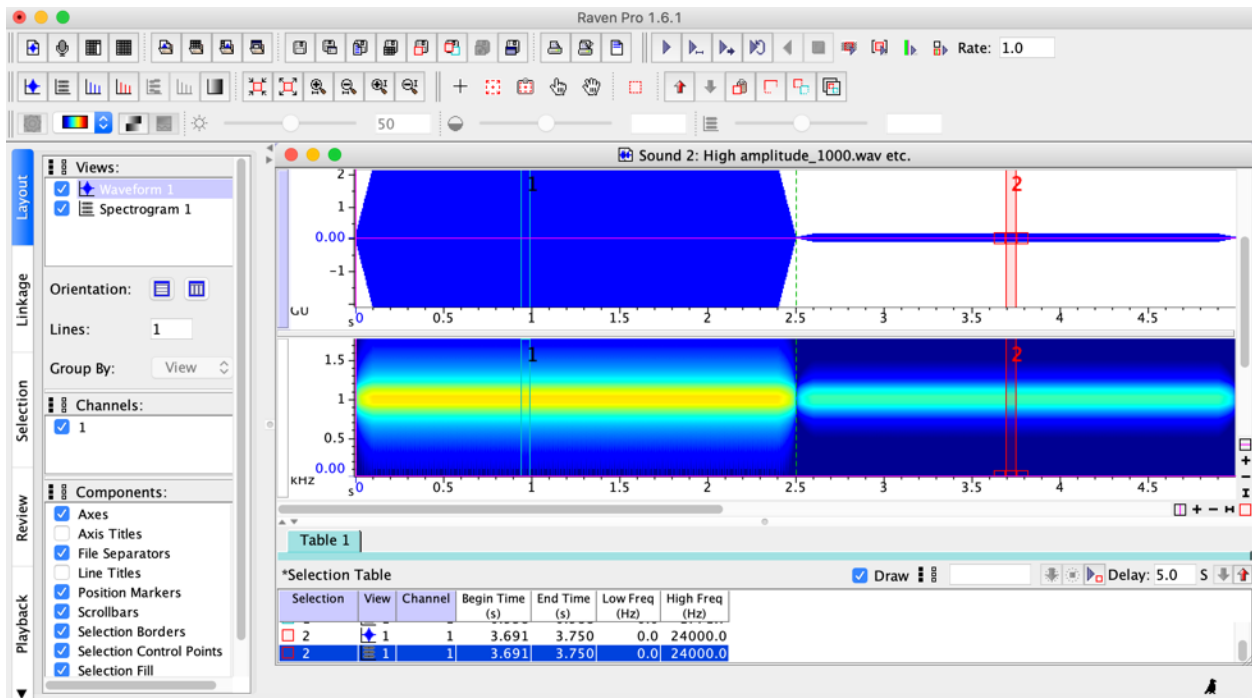 Raven Pro 1.6.1
Rate: 1.0
50
Layout
Linkage
Selection
Review
Playback
Views:
Waveform 1
Spectrogram 1
Orientation:
Lines: 1
Group By: View
Channels:
1
Components:
Axes
Axis Titles
File Separators
Line Titles
Position Markers
Scrollbars
Selection Borders
Selection Control Points
Selection Fill
Sound 2: High amplitude_1000.wav etc.
2
1
0.00
-1
1 2
s 0 0.5 1 1.5 2 2.5 3 3.5 4 4.5
1.5
1
0.5
0.00
kHz
1 2
s 0 0.5 1 1.5 2 2.5 3 3.5 4 4.5
Table 1
*Selection Table Draw Delay: 5.0 S
Selection View Channel Begin Time (s) End Time (s) Low Freq (Hz) High Freq (Hz)
2 1 1 3.691 3.750 0.0 24000.0
2 1 1 3.691 3.750 0.0 24000.0